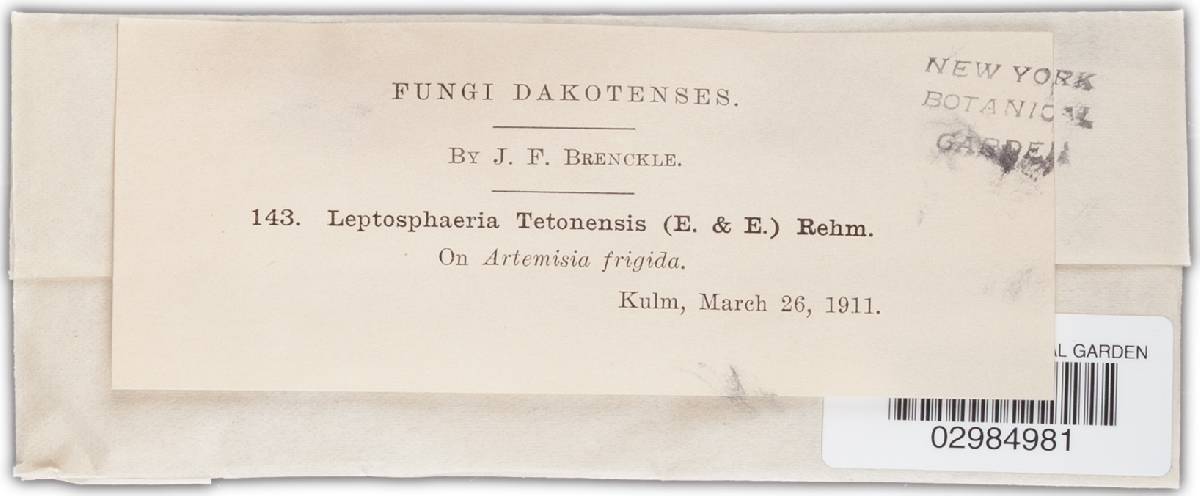 FUNGI DAKOTENSES.
BY J. F. BRENCKLE.
143. Leptosphaeria Tetonensis (E. & E.) Rehm.
On Artemisia frigida.
Kulm, March 26, 1911.
NEW YORK
BOTANICAL
GARDEN
AL GARDEN
02984981